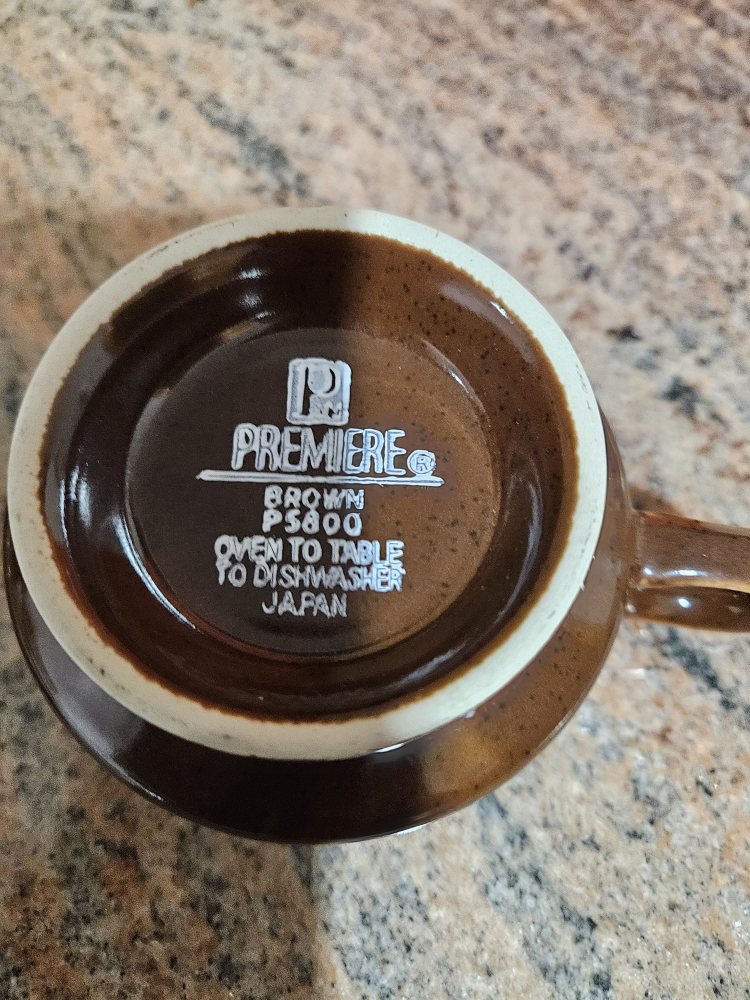 P
PREMIERE®
BROWN
P5800
OVEN TO TABLE
TO DISHWASHER
JAPAN